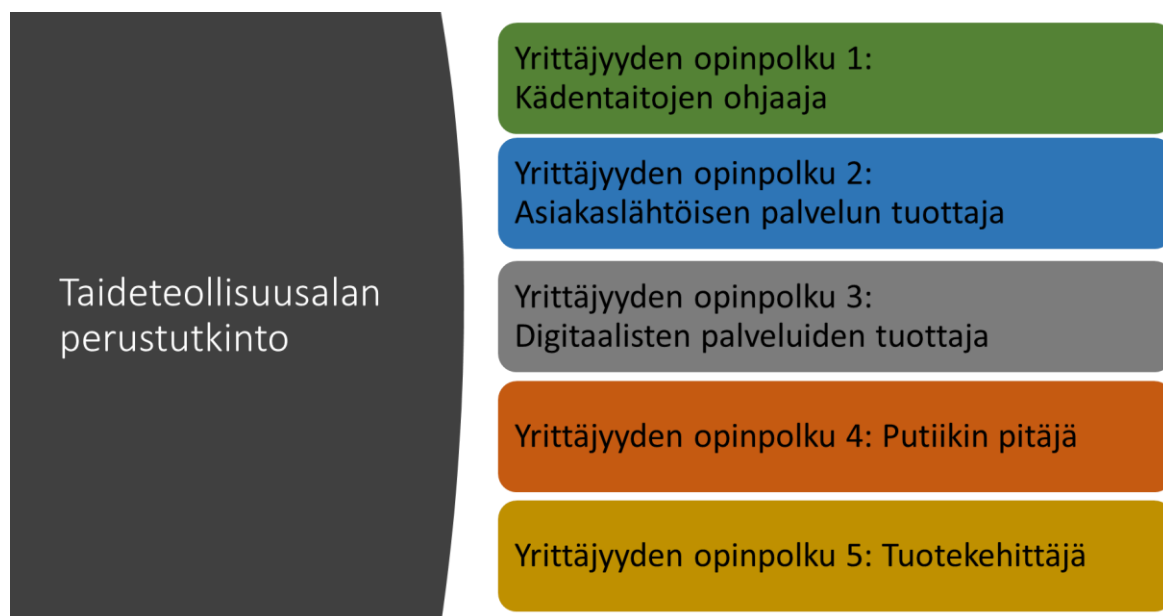 Taideteollisuusalan
perustutkinto
Yrittäjyyden opinpolku 1:
Kädentaitojen ohjaaja
Yrittäjyyden opinpolku 2:
Asiakaslähtöisen palvelun tuottaja
Yrittäjyyden opinpolku 3:
Digitaalisten palveluiden tuottaja
Yrittäjyyden opinpolku 4: Putiikin pitäjä
Yrittäjyyden opinpolku 5: Tuotekehittäjä